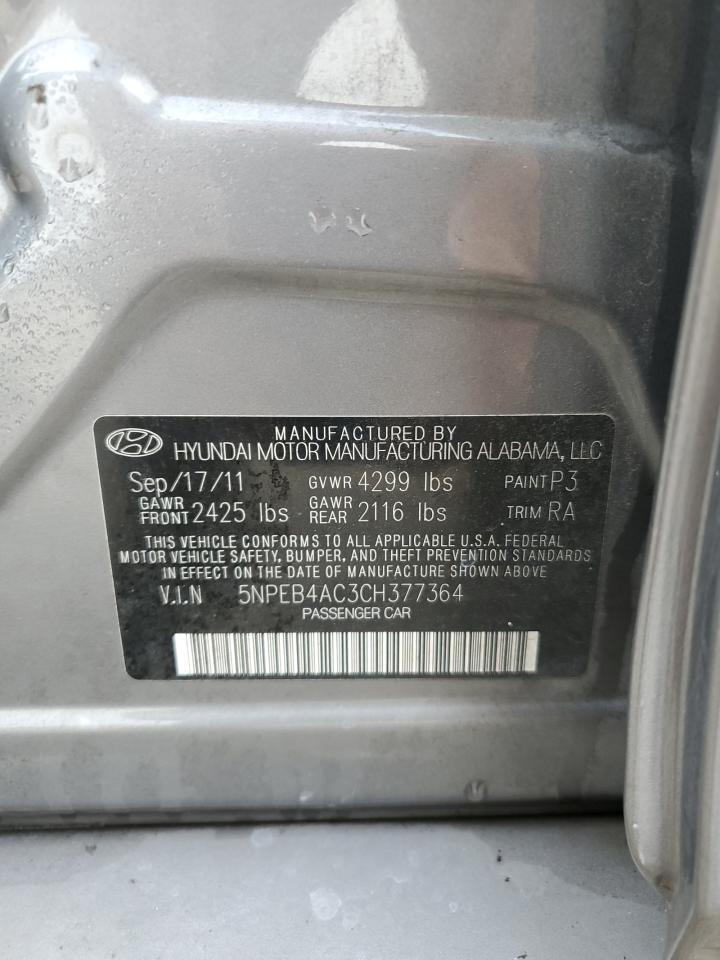 MANUFACTURED BY
HYUNDAI MOTOR MANUFACTURING ALABAMA, LLC
Sep/17/11 GVWR 4299 lbs PAINT P3
GAWR FRONT 2425 lbs GAWR REAR 2116 lbs TRIM RA
THIS VEHICLE CONFORMS TO ALL APPLICABLE U.S.A. FEDERAL
MOTOR VEHICLE SAFETY, BUMPER, AND THEFT PREVENTION STANDARDS
IN EFFECT ON THE DATE OF MANUFACTURE SHOWN ABOVE
V.I.N 5NPEB4AC3CH377364
PASSENGER CAR